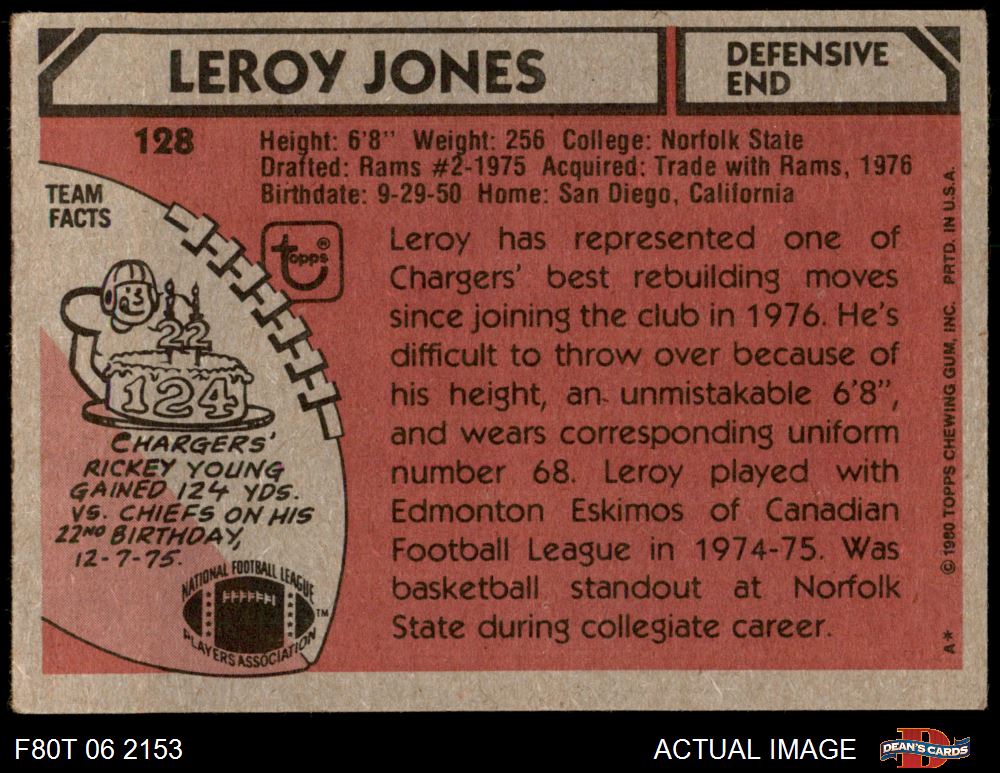 LEROY JONES
DEFENSIVE
END
128
Height: 6'8" Weight: 256 College: Norfolk State
Drafted: Rams #2-1975 Acquired: Trade with Rams, 1976
Birthdate: 9-29-50 Home: San Diego, California
TEAM
FACTS
topps®
22
124
CHARGERS'
RICKEY YOUNG
GAINED 124 YDS.
VS. CHIEFS ON HIS
22ND BIRTHDAY,
12-7-75.
NATIONAL FOOTBALL LEAGUE
PLAYERS ASSOCIATION
TM
Leroy has represented one of
Chargers' best rebuilding moves
since joining the club in 1976. He's
difficult to throw over because of
his height, an unmistakable 6'8",
and wears corresponding uniform
number 68. Leroy played with
Edmonton Eskimos of Canadian
Football League in 1974-75. Was
basketball standout at Norfolk
State during collegiate career.
A* ©1980 TOPPS CHEWING GUM, INC. PRTD. IN U.S.A.
F80T 06 2153
ACTUAL IMAGE
DEAN'S CARDS